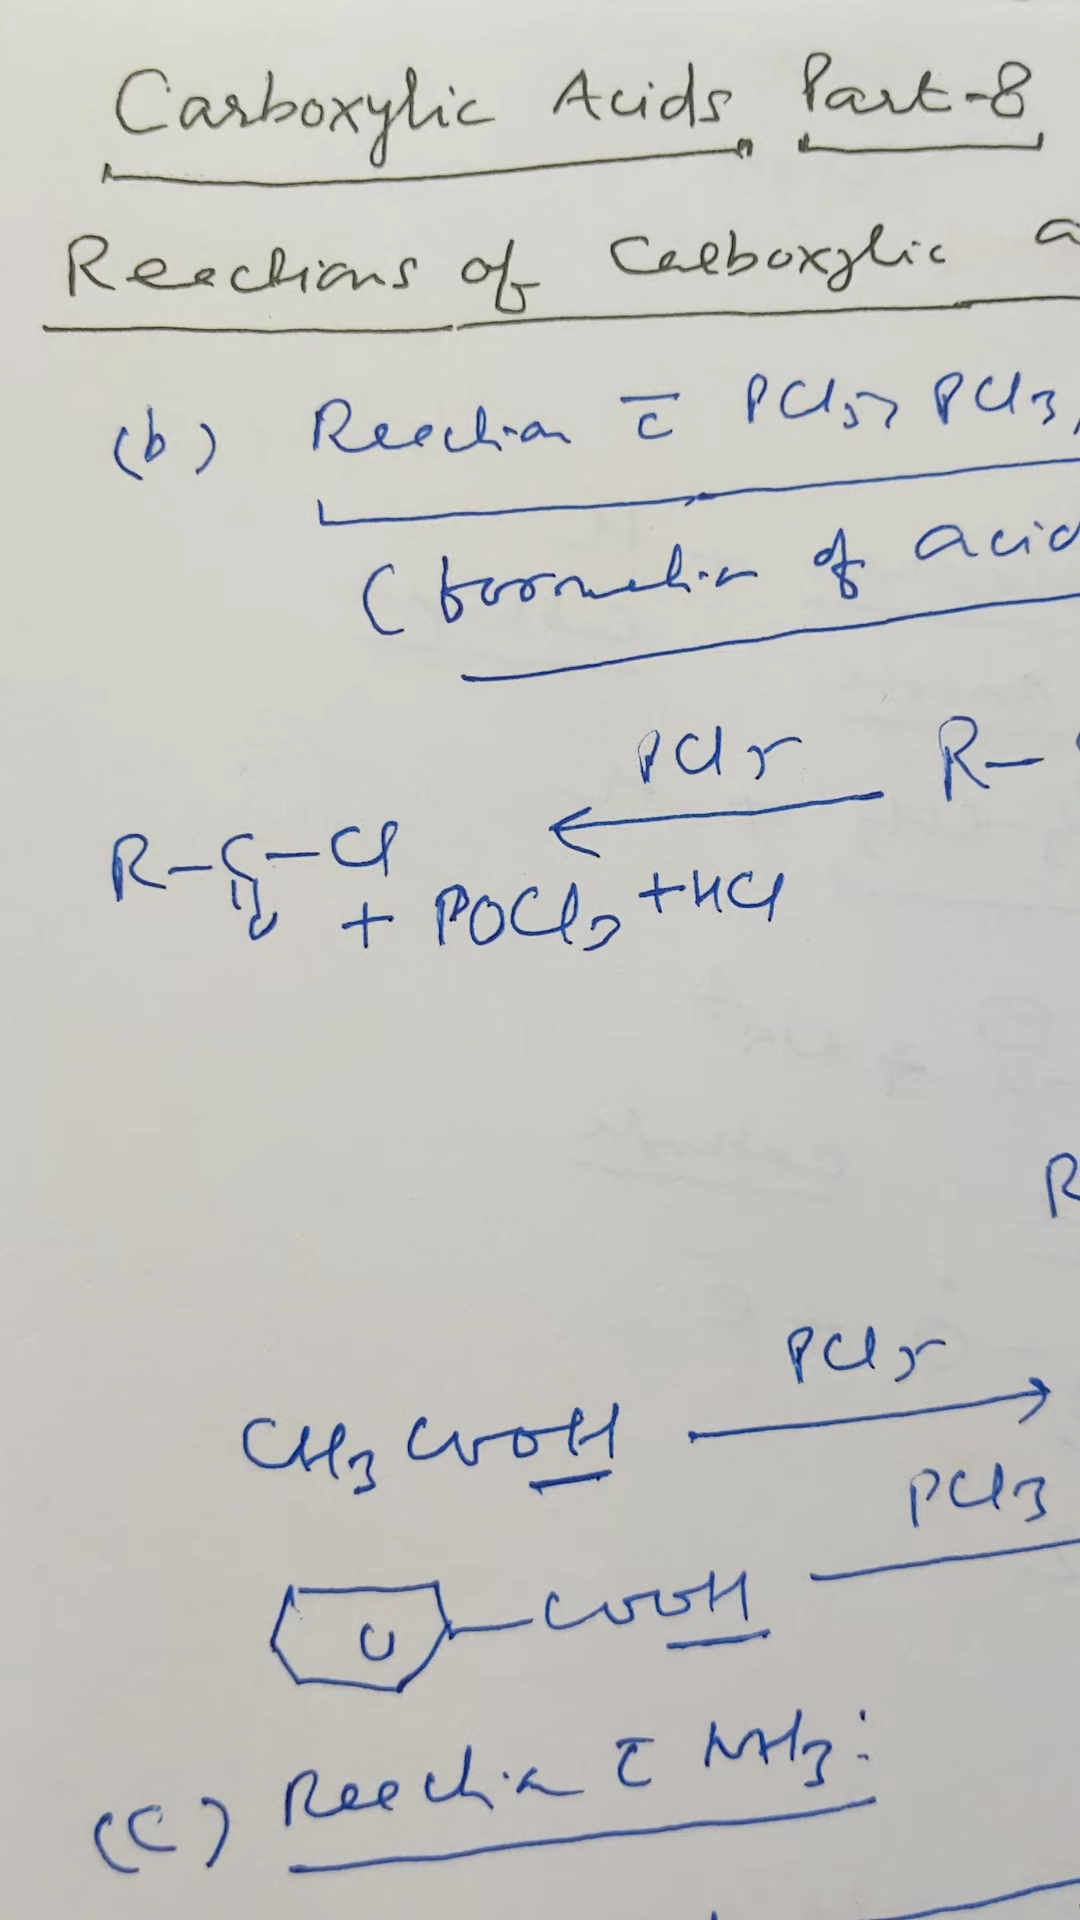 Carboxylic Acids Part-8
Reactions of Carboxylic a
(b) Reaction c̄ PCl5, PCl3,
(formation of acid
PCl5 R-
R-C-Cl
O + POCl3 + HCl
R
PCl5
CH3COOH
PCl3
COOH
(C) Reaction c̄ NH3: